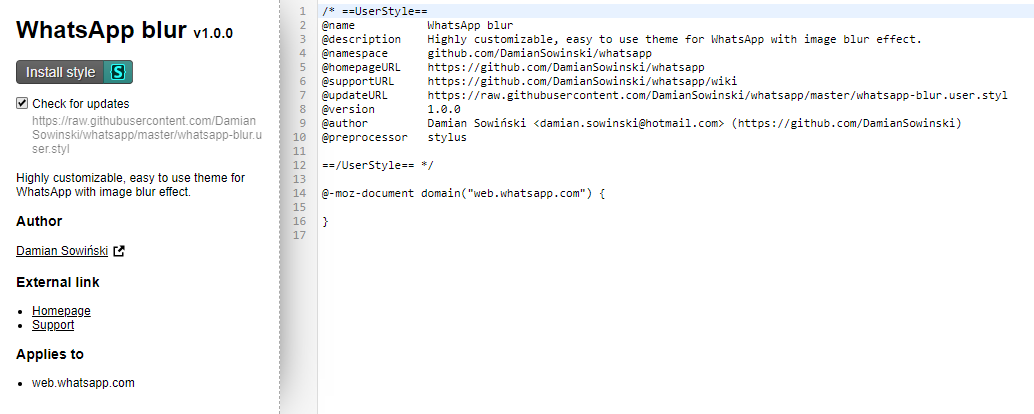 WhatsApp blur v1.0.0
Install style
Check for updates
https://raw.githubusercontent.com/Damian
Sowinski/whatsapp/master/whatsapp-blur.u
ser.styl
Highly customizable, easy to use theme for
WhatsApp with image blur effect.
Author
Damian Sowiński
External link
Homepage
Support
Applies to
web.whatsapp.com
1 /* ==UserStyle==
2 @name WhatsApp blur
3 @description Highly customizable, easy to use theme for WhatsApp with image blur effect.
4 @namespace github.com/DamianSowinski/whatsapp
5 @homepageURL https://github.com/DamianSowinski/whatsapp
6 @supportURL https://github.com/DamianSowinski/whatsapp/wiki
7 @updateURL https://raw.githubusercontent.com/DamianSowinski/whatsapp/master/whatsapp-blur.user.styl
8 @version 1.0.0
9 @author Damian Sowiński <damian.sowinski@hotmail.com> (https://github.com/DamianSowinski)
10 @preprocessor stylus
11
12 ==/UserStyle== */
13
14 @-moz-document domain("web.whatsapp.com") {
15
16 }
17